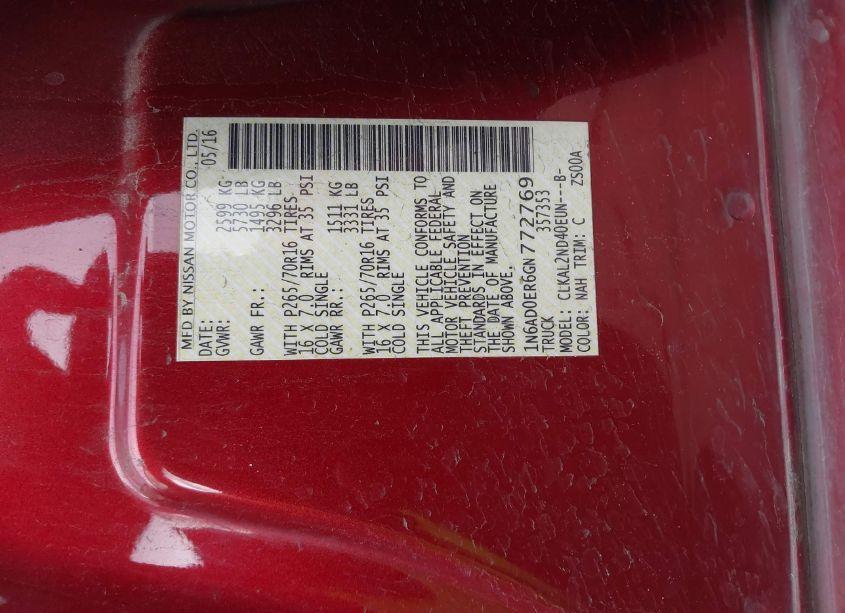 MFD BY NISSAN MOTOR CO., LTD.
DATE: 05/16
GVWR: 2599 KG
5730 LB
GAWR FR.: 1495 KG
3296 LB
WITH P265/70R16 TIRES
16 X 7.0 RIMS AT 35 PSI
COLD SINGLE
GAWR RR.: 1511 KG
3331 LB
WITH P265/70R16 TIRES
16 X 7.0 RIMS AT 35 PSI
COLD SINGLE
THIS VEHICLE CONFORMS TO
ALL APPLICABLE FEDERAL
MOTOR VEHICLE SAFETY AND
THEFT PREVENTION
STANDARDS IN EFFECT ON
THE DATE OF MANUFACTURE
SHOWN ABOVE.
1N6AD0ER6GN772769
TRUCK 357353
MODEL: CLKAL2ND40EUN---B-
COLOR: NAH TRIM: C ZS00A